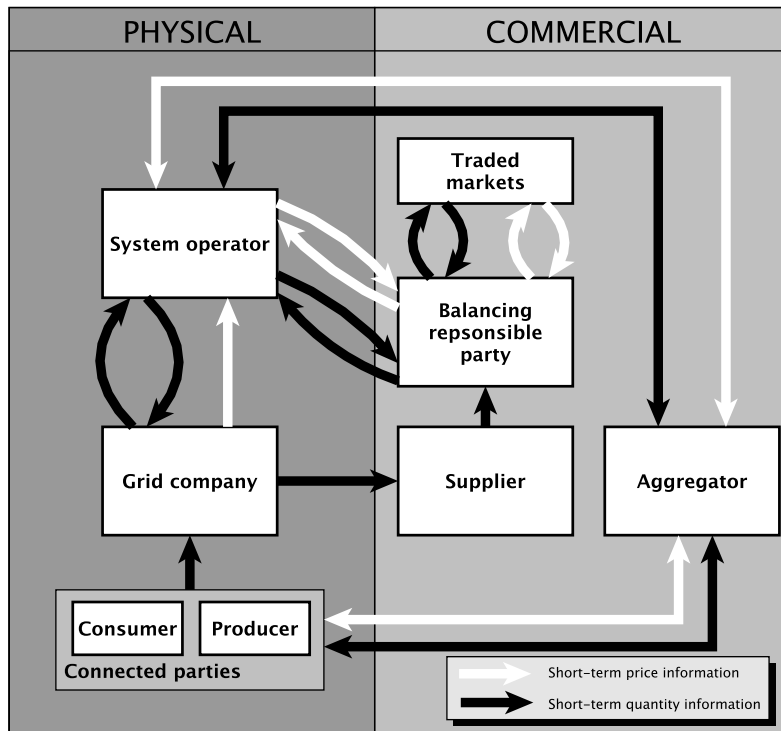 PHYSICAL
COMMERCIAL
Traded
markets
System operator
Balancing
repsonsible
party
Grid company
Supplier
Aggregator
Consumer
Producer
Connected parties
Short-term price information
Short-term quantity information